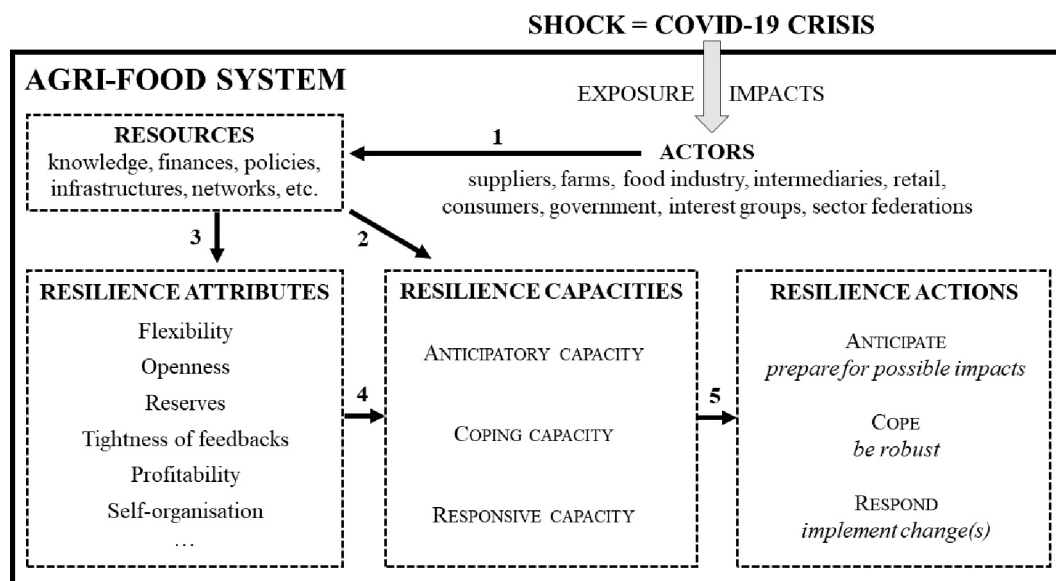 SHOCK = COVID-19 CRISIS
AGRI-FOOD SYSTEM
EXPOSURE IMPACTS
RESOURCES
knowledge, finances, policies,
infrastructures, networks, etc.
1
ACTORS
suppliers, farms, food industry, intermediaries, retail,
consumers, government, interest groups, sector federations
3
2
RESILIENCE ATTRIBUTES
Flexibility
Openness
Reserves
Tightness of feedbacks
Profitability
Self-organisation
…
4
RESILIENCE CAPACITIES
ANTICIPATORY CAPACITY
COPING CAPACITY
RESPONSIVE CAPACITY
5
RESILIENCE ACTIONS
ANTICIPATE
prepare for possible impacts
COPE
be robust
RESPOND
implement change(s)